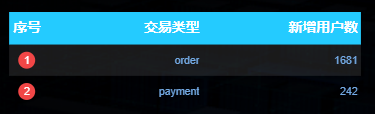 序号 交易类型 新增用户数
1 order 1681
2 payment 242